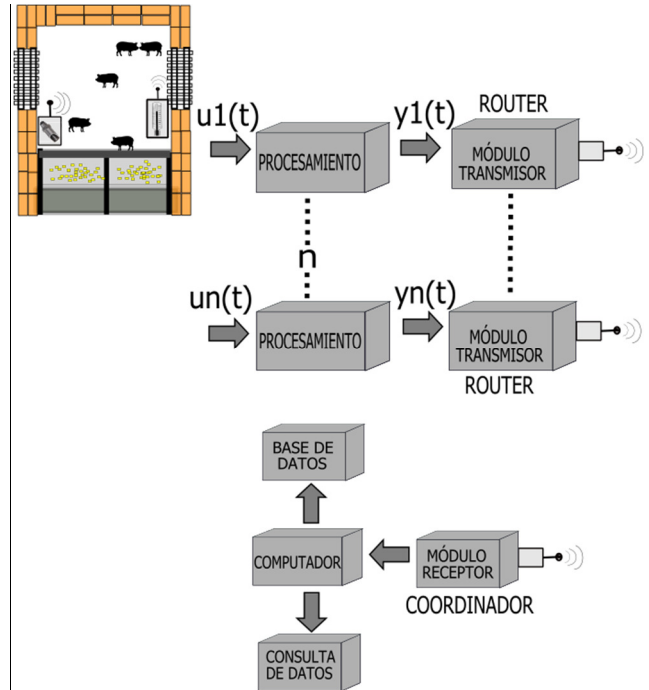 u1(t)
PROCESAMIENTO
y1(t)
ROUTER
MÓDULO
TRANSMISOR
n
un(t)
PROCESAMIENTO
yn(t)
MÓDULO
TRANSMISOR
ROUTER
BASE DE
DATOS
COMPUTADOR
MÓDULO
RECEPTOR
COORDINADOR
CONSULTA
DE DATOS